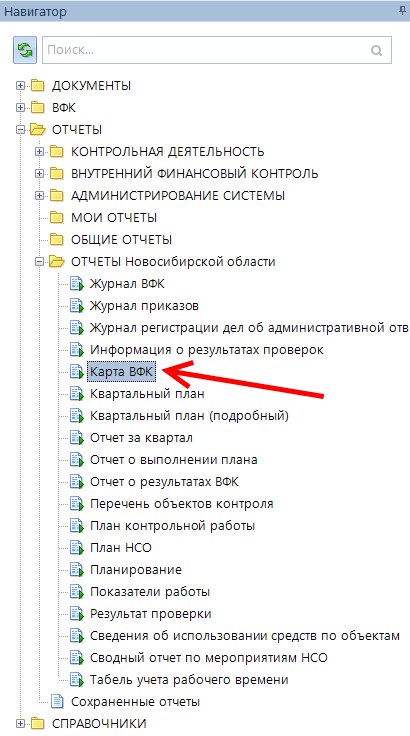 Навигатор
Поиск...
ДОКУМЕНТЫ
ВФК
ОТЧЕТЫ
КОНТРОЛЬНАЯ ДЕЯТЕЛЬНОСТЬ
ВНУТРЕННИЙ ФИНАНСОВЫЙ КОНТРОЛЬ
АДМИНИСТРИРОВАНИЕ СИСТЕМЫ
МОИ ОТЧЕТЫ
ОБЩИЕ ОТЧЕТЫ
ОТЧЕТЫ Новосибирской области
Журнал ВФК
Журнал приказов
Журнал регистрации дел об административной отв
Информация о результатах проверок
Карта ВФК
Квартальный план
Квартальный план (подробный)
Отчет за квартал
Отчет о выполнении плана
Отчет о результатах ВФК
Перечень объектов контроля
План контрольной работы
План НСО
Планирование
Показатели работы
Результат проверки
Сведения об использовании средств по объектам
Сводный отчет по мероприятиям НСО
Табель учета рабочего времени
Сохраненные отчеты
СПРАВОЧНИКИ